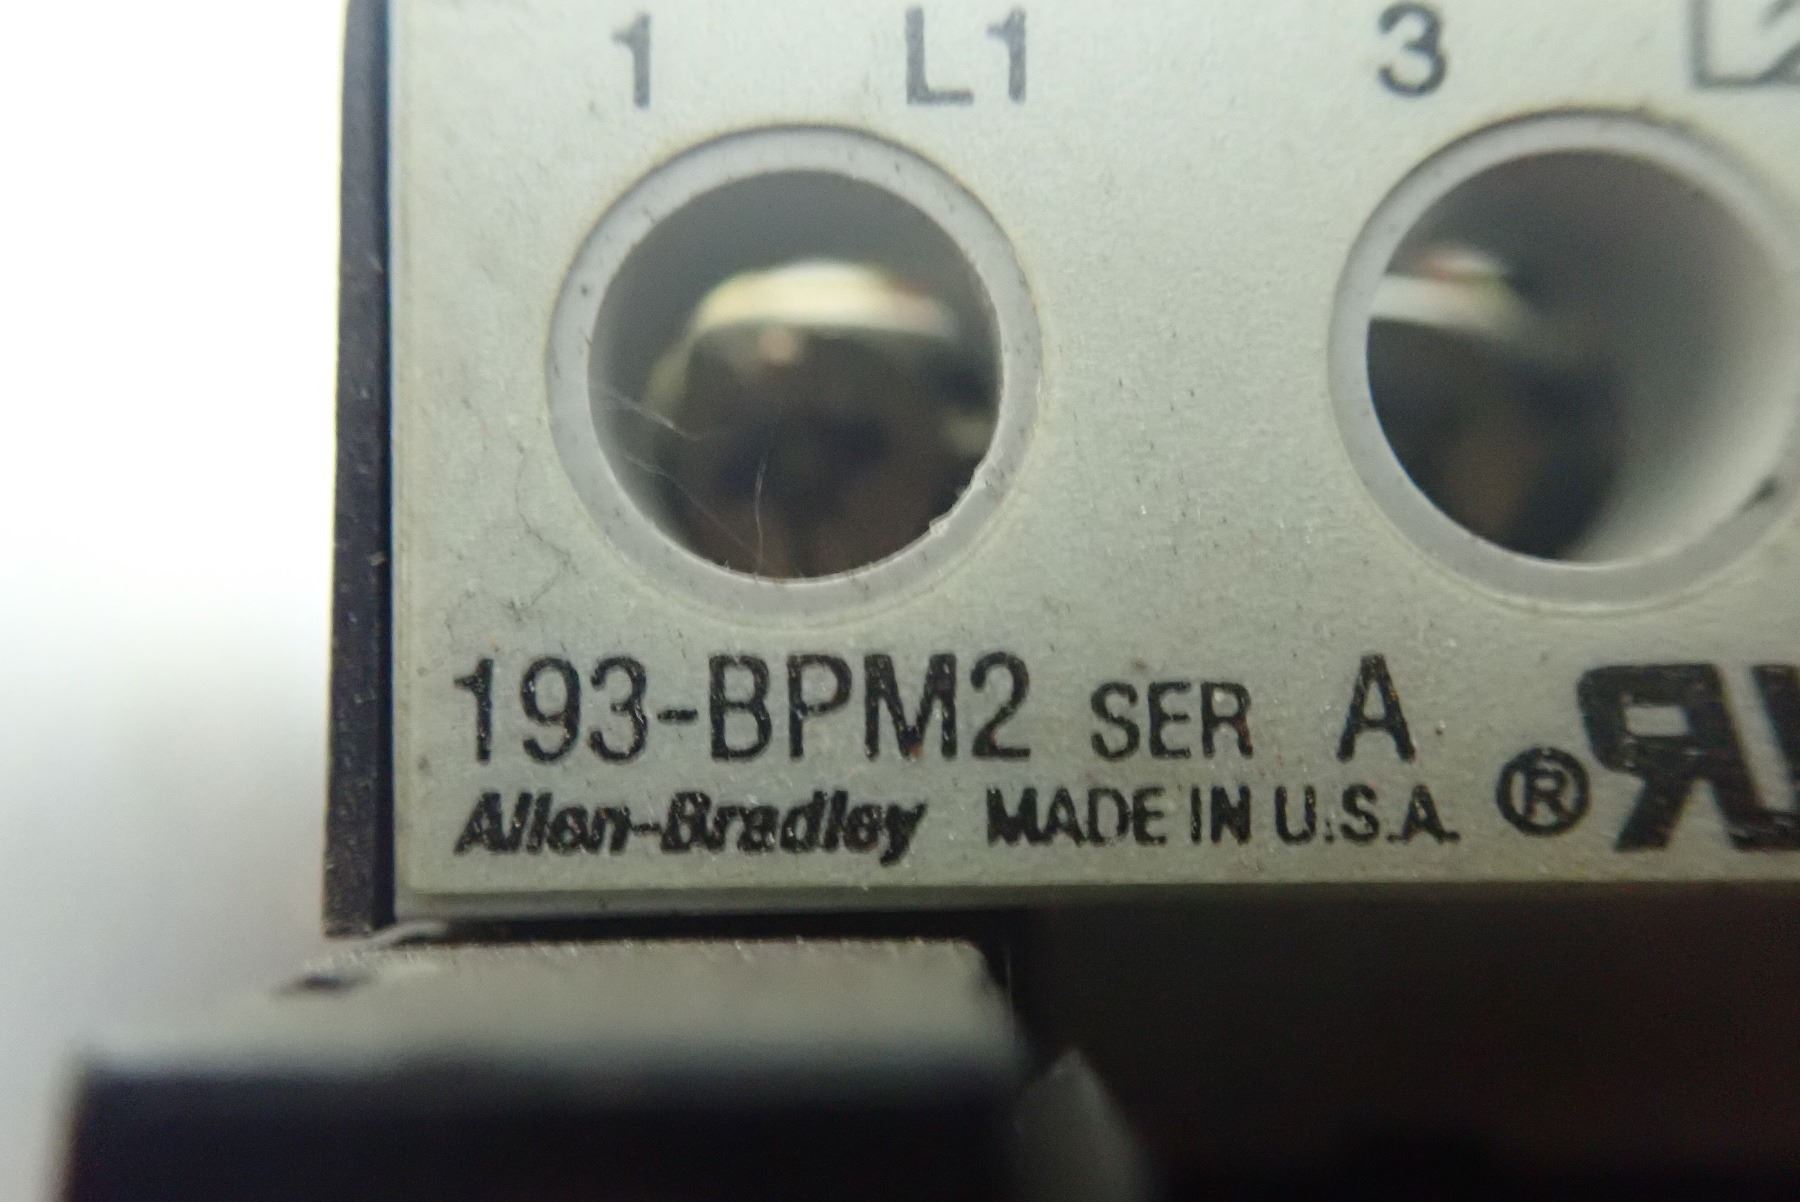 1 L1 3
193-BPM2 SER A
Allen-Bradley MADE IN U.S.A. ®